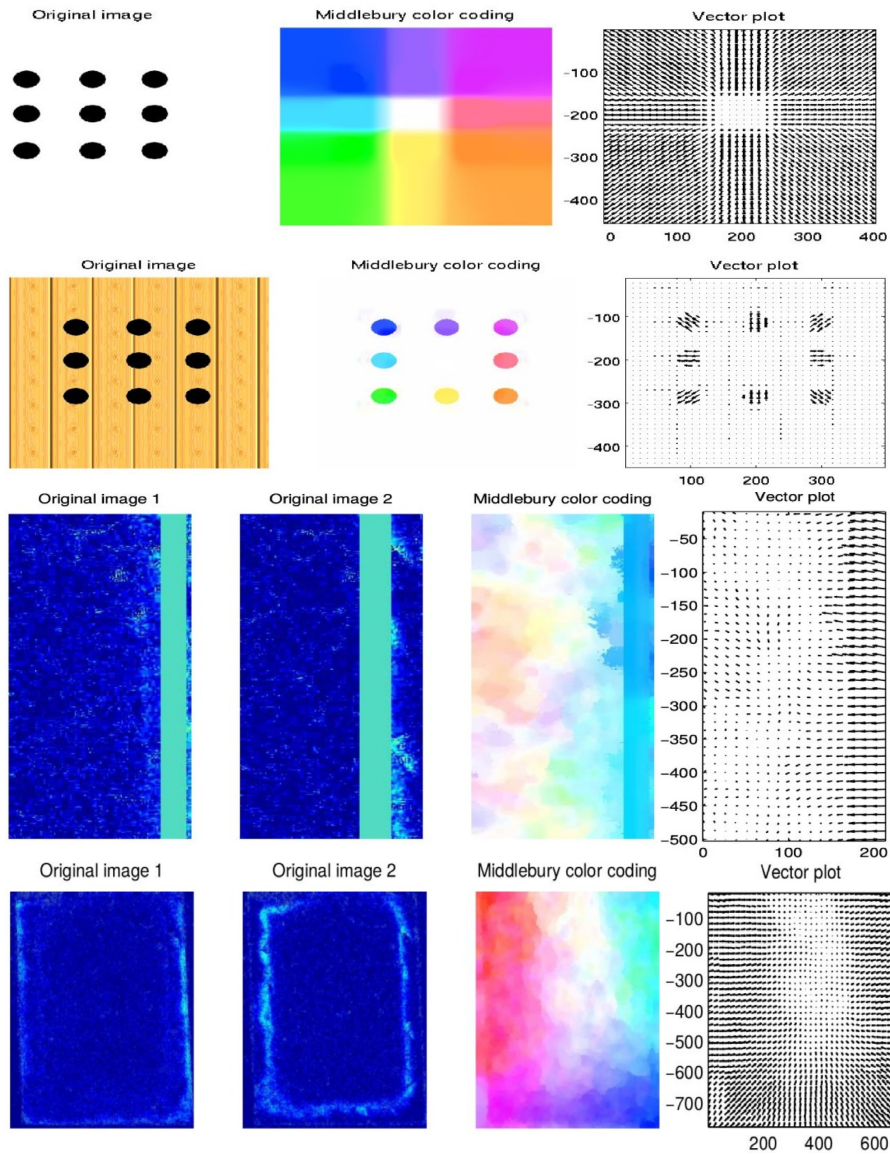 Original image
Middlebury color coding
Vector plot
-100
-200
-300
-400
0
100
200
300
400
Original image
Middlebury color coding
Vector plot
-100
-200
-300
-400
100
200
300
Original image 1
Original image 2
Middlebury color coding
Vector plot
-50
-100
-150
-200
-250
-300
-350
-400
-450
-500
0
100
200
Original image 1
Original image 2
Middlebury color coding
Vector plot
-100
-200
-300
-400
-500
-600
-700
200
400
600